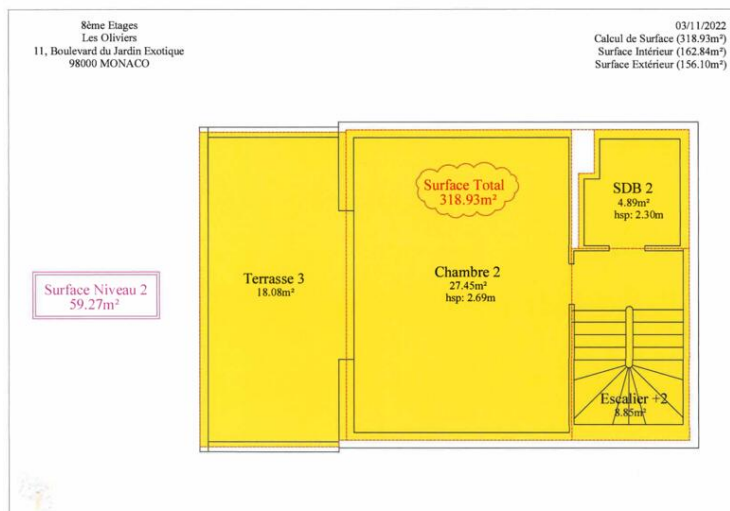 8ème Etages
Les Oliviers
11, Boulevard du Jardin Exotique
98000 MONACO
03/11/2022
Calcul de Surface (318.93m²)
Surface Intérieur (162.84m²)
Surface Extérieur (156.10m²)
Surface Total
318.93m²
SDB 2
4.89m²
hsp: 2.30m
Terrasse 3
18.08m²
Chambre 2
27.45m²
hsp: 2.69m
Surface Niveau 2
59.27m²
Escalier +2
8.85m²